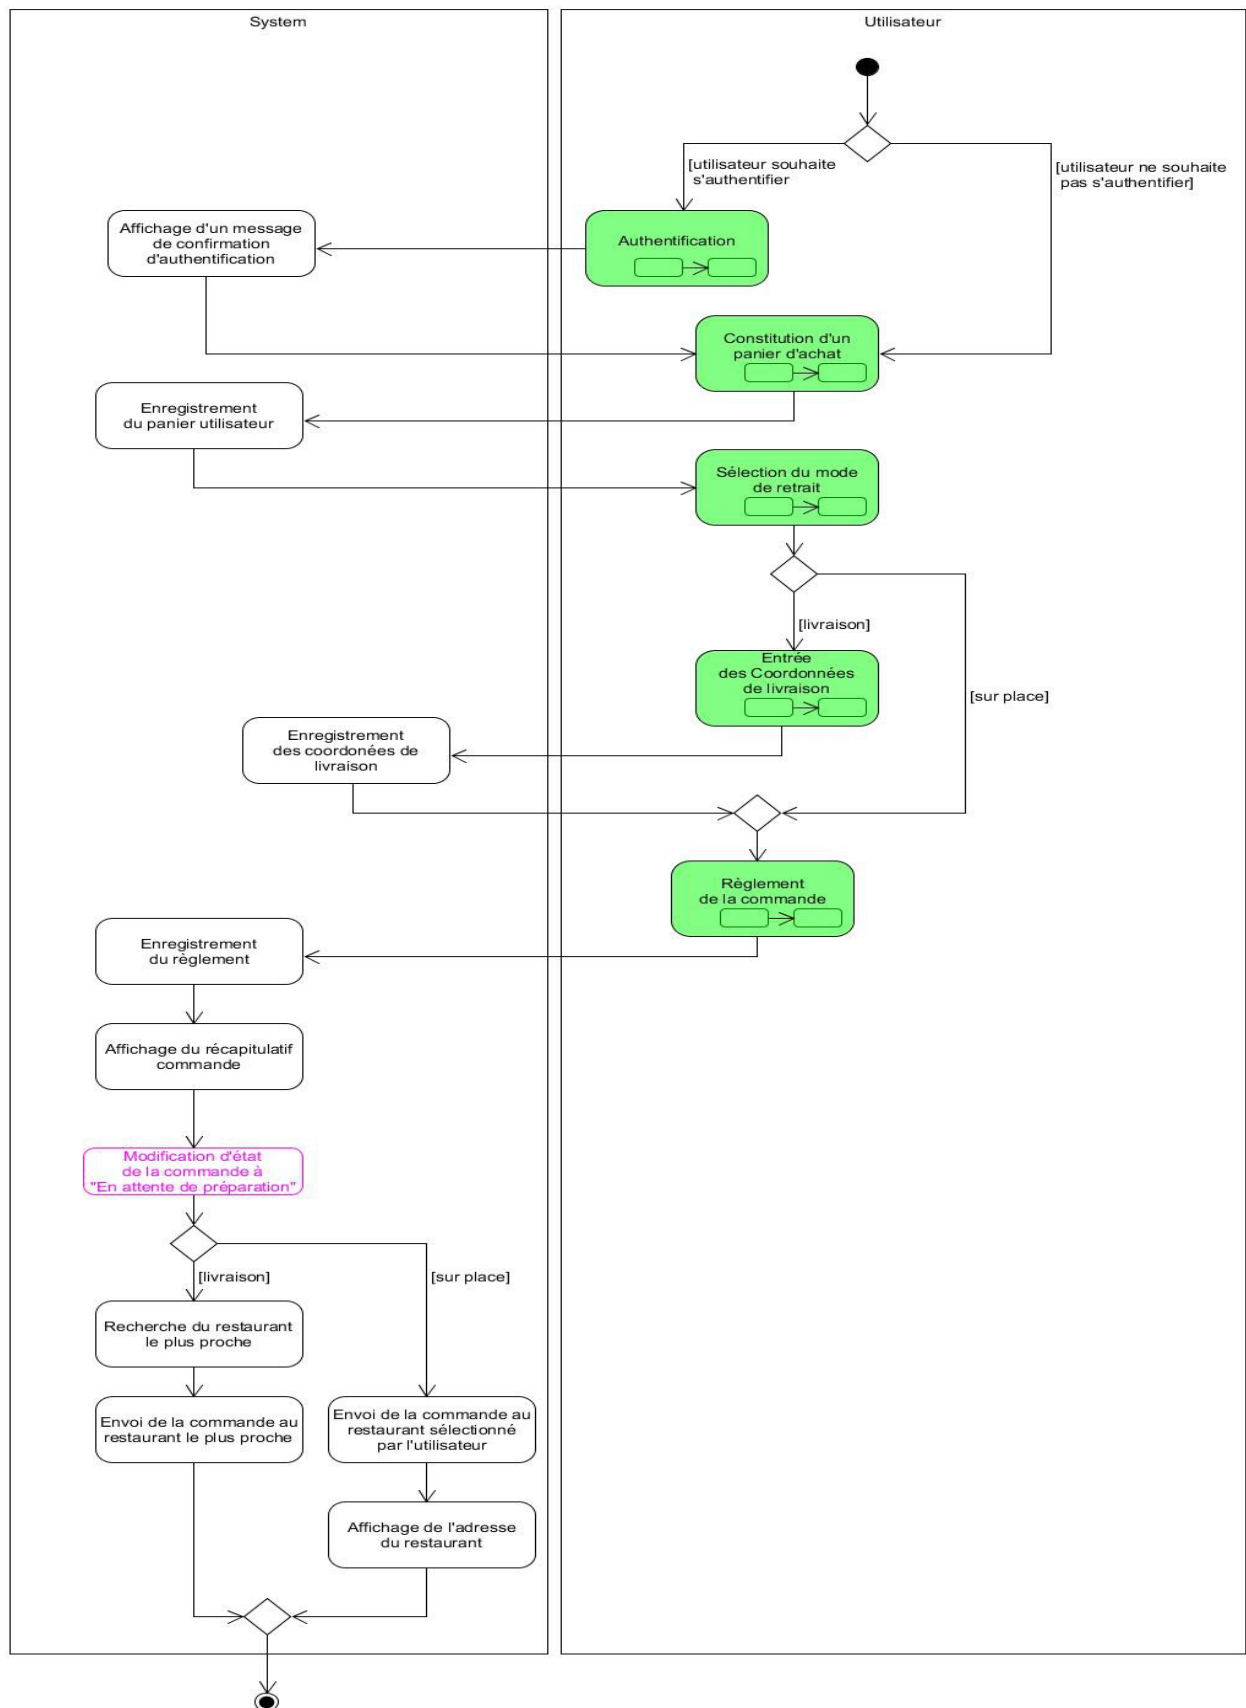 System
Utilisateur
[utilisateur souhaite
s'authentifier
[utilisateur ne souhaite
pas s'authentifier]
Affichage d'un message
de confirmation
d'authentification
Authentification
Constitution d'un
panier d'achat
Enregistrement
du panier utilisateur
Sélection du mode
de retrait
[livraison]
Entrée
des Coordonnées
de livraison
[sur place]
Enregistrement
des coordonées de
livraison
Règlement
de la commande
Enregistrement
du règlement
Affichage du récapitulatif
commande
Modification d'état
de la commande à
"En attente de préparation"
[livraison]
[sur place]
Recherche du restaurant
le plus proche
Envoi de la commande au
restaurant le plus proche
Envoi de la commande au
restaurant sélectionné
par l'utilisateur
Affichage de l'adresse
du restaurant